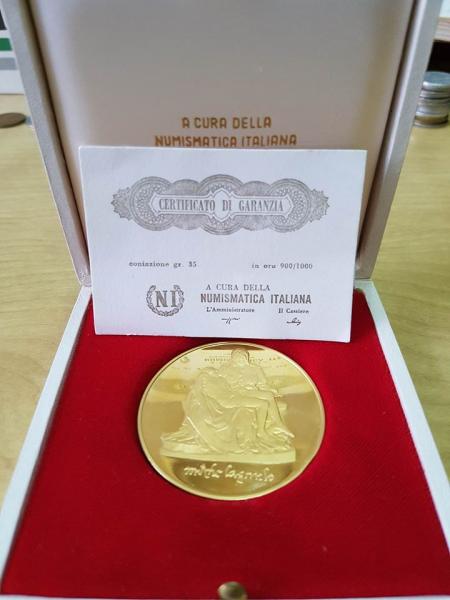 A CURA DELLA
NUMISMATICA ITALIANA
CERTIFICATO DI GARANZIA
coniazione gr. 35 in oro 900/1000
NI
A CURA DELLA
NUMISMATICA ITALIANA
L'Amministratore Il Cassiere